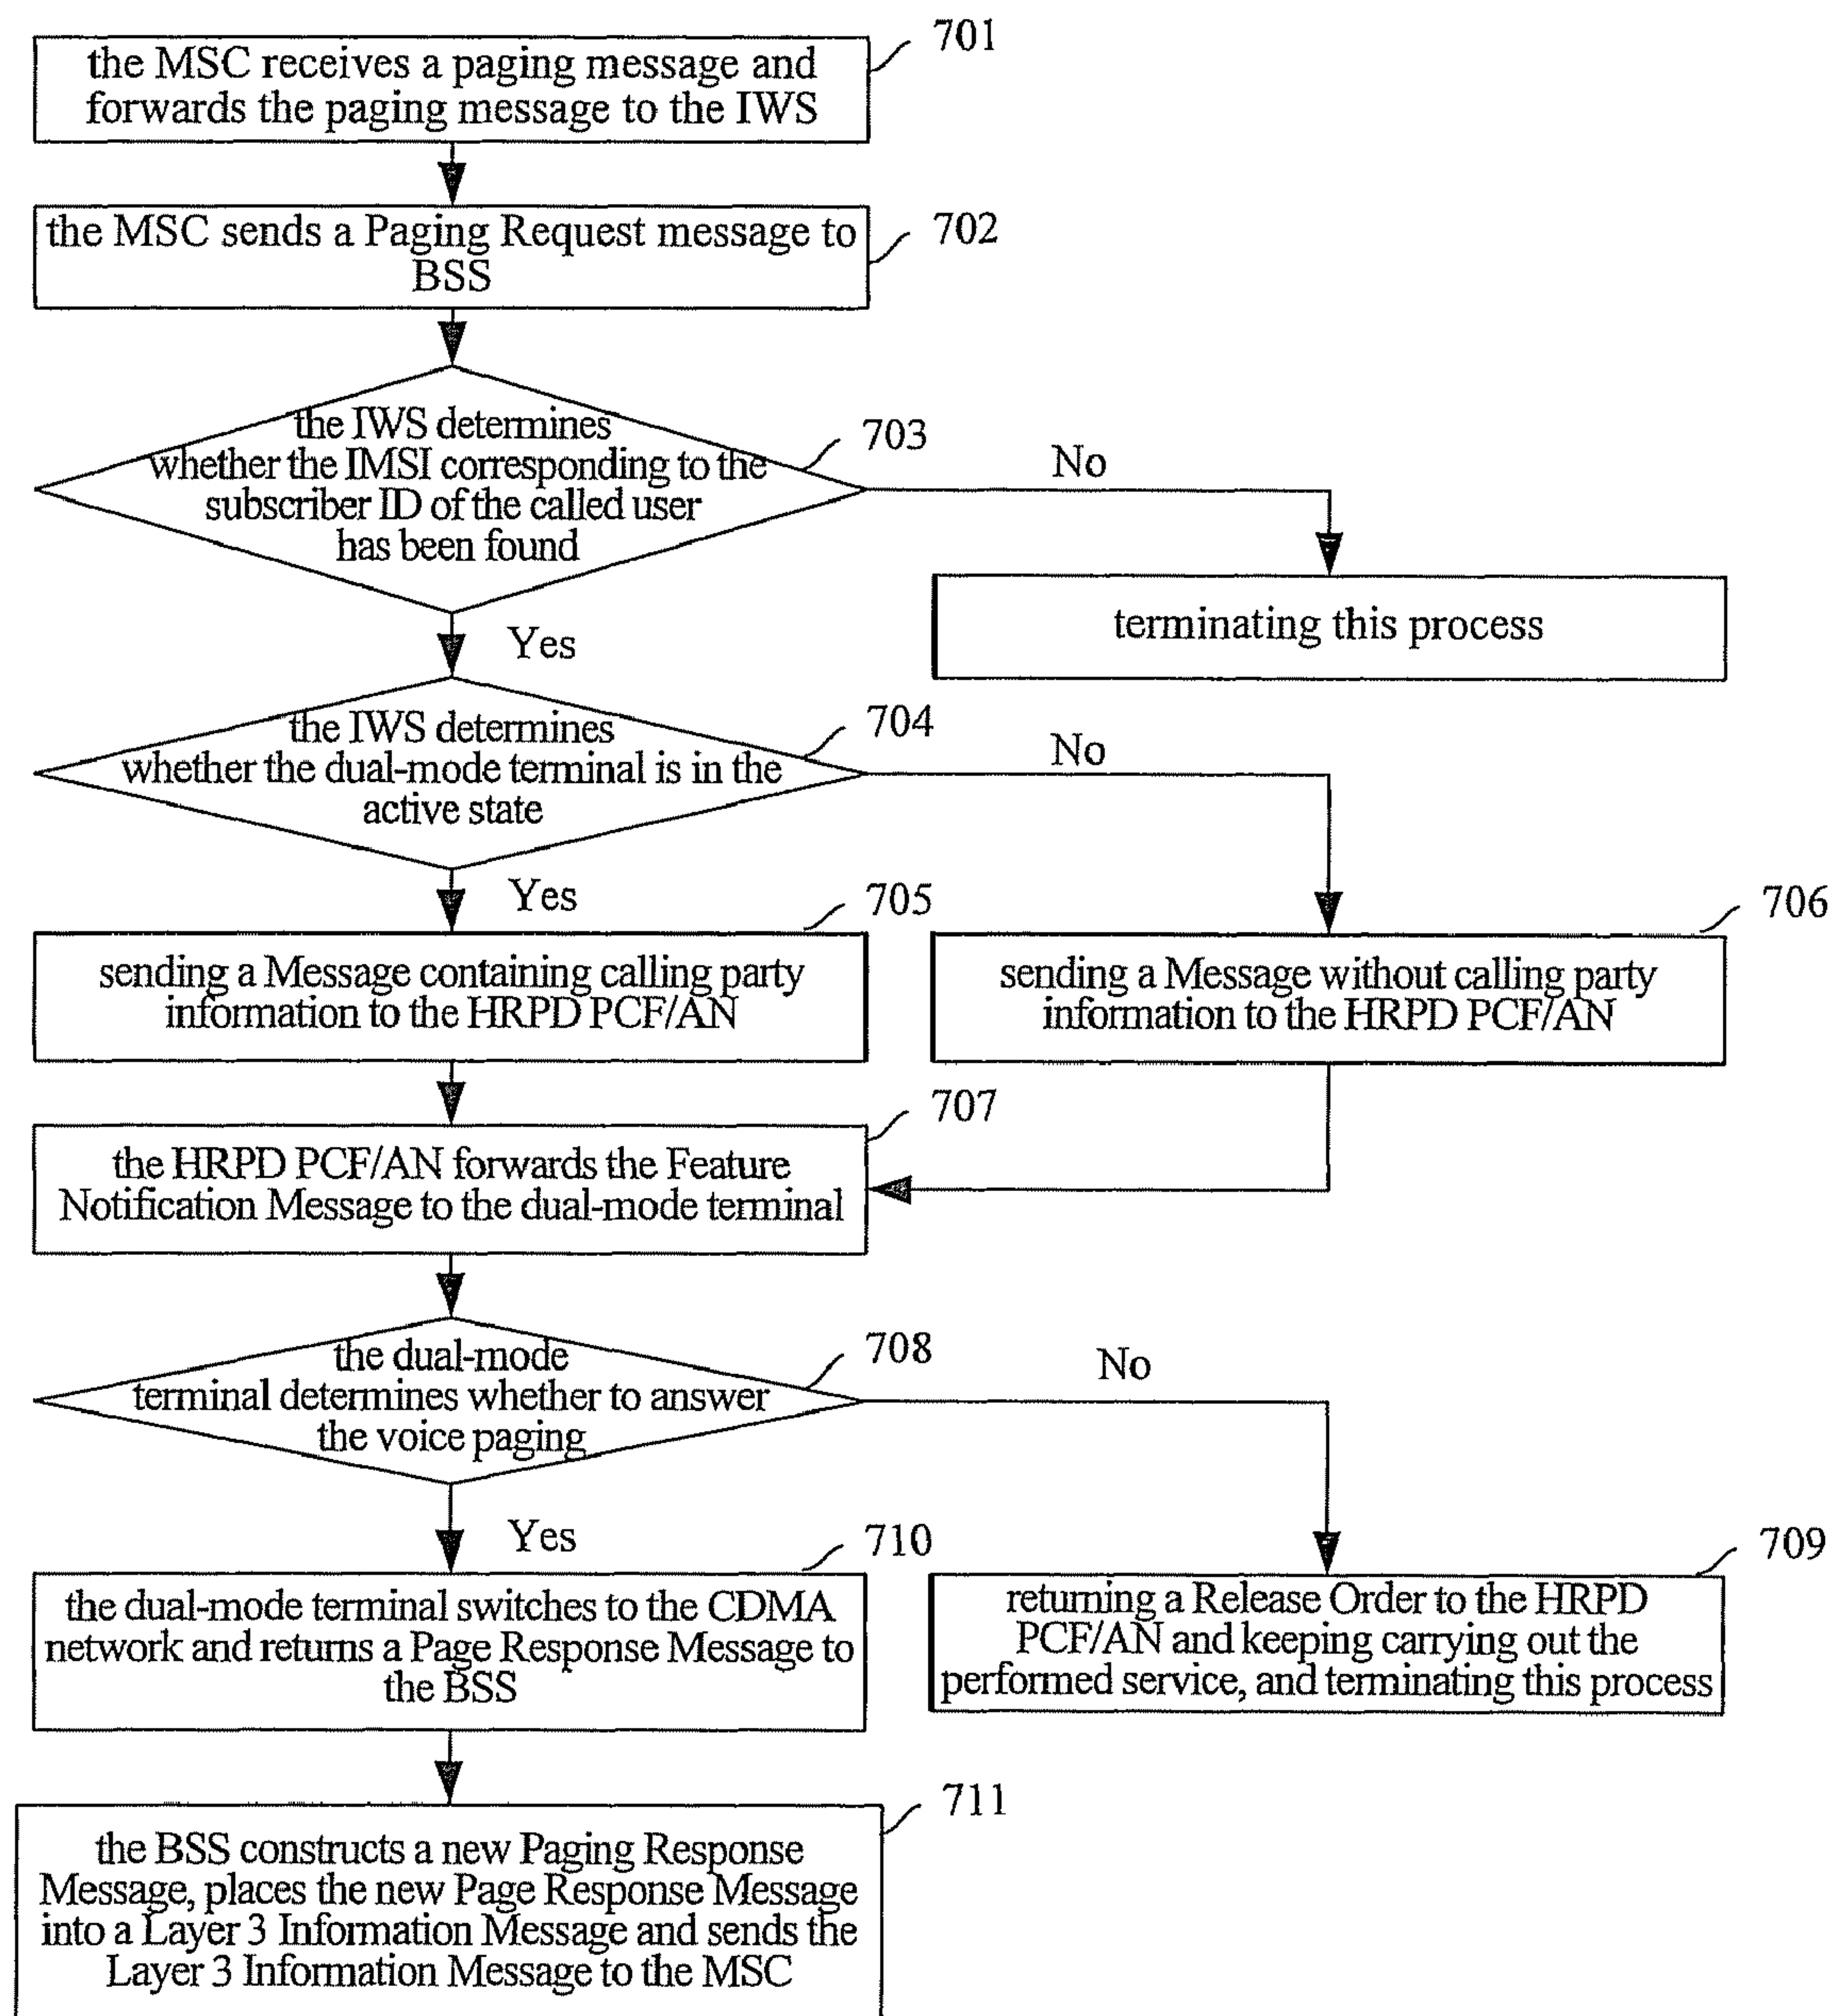 701
the MSC receives a paging message and
forwards the paging message to the IWS
702
the MSC sends a Paging Request message to
BSS
703
the IWS determines
whether the IMSI corresponding to the
subscriber ID of the called user
has been found
No
terminating this process
Yes
704
the IWS determines
whether the dual-mode terminal is in the
active state
No
Yes
705
sending a Message containing calling party
information to the HRPD PCF/AN
706
sending a Message without calling party
information to the HRPD PCF/AN
707
the HRPD PCF/AN forwards the Feature
Notification Message to the dual-mode terminal
708
the dual-mode
terminal determines whether to answer
the voice paging
No
Yes
710
the dual-mode terminal switches to the CDMA
network and returns a Page Response Message to
the BSS
709
returning a Release Order to the HRPD
PCF/AN and keeping carrying out the
performed service, and terminating this process
711
the BSS constructs a new Paging Response
Message, places the new Page Response Message
into a Layer 3 Information Message and sends the
Layer 3 Information Message to the MSC